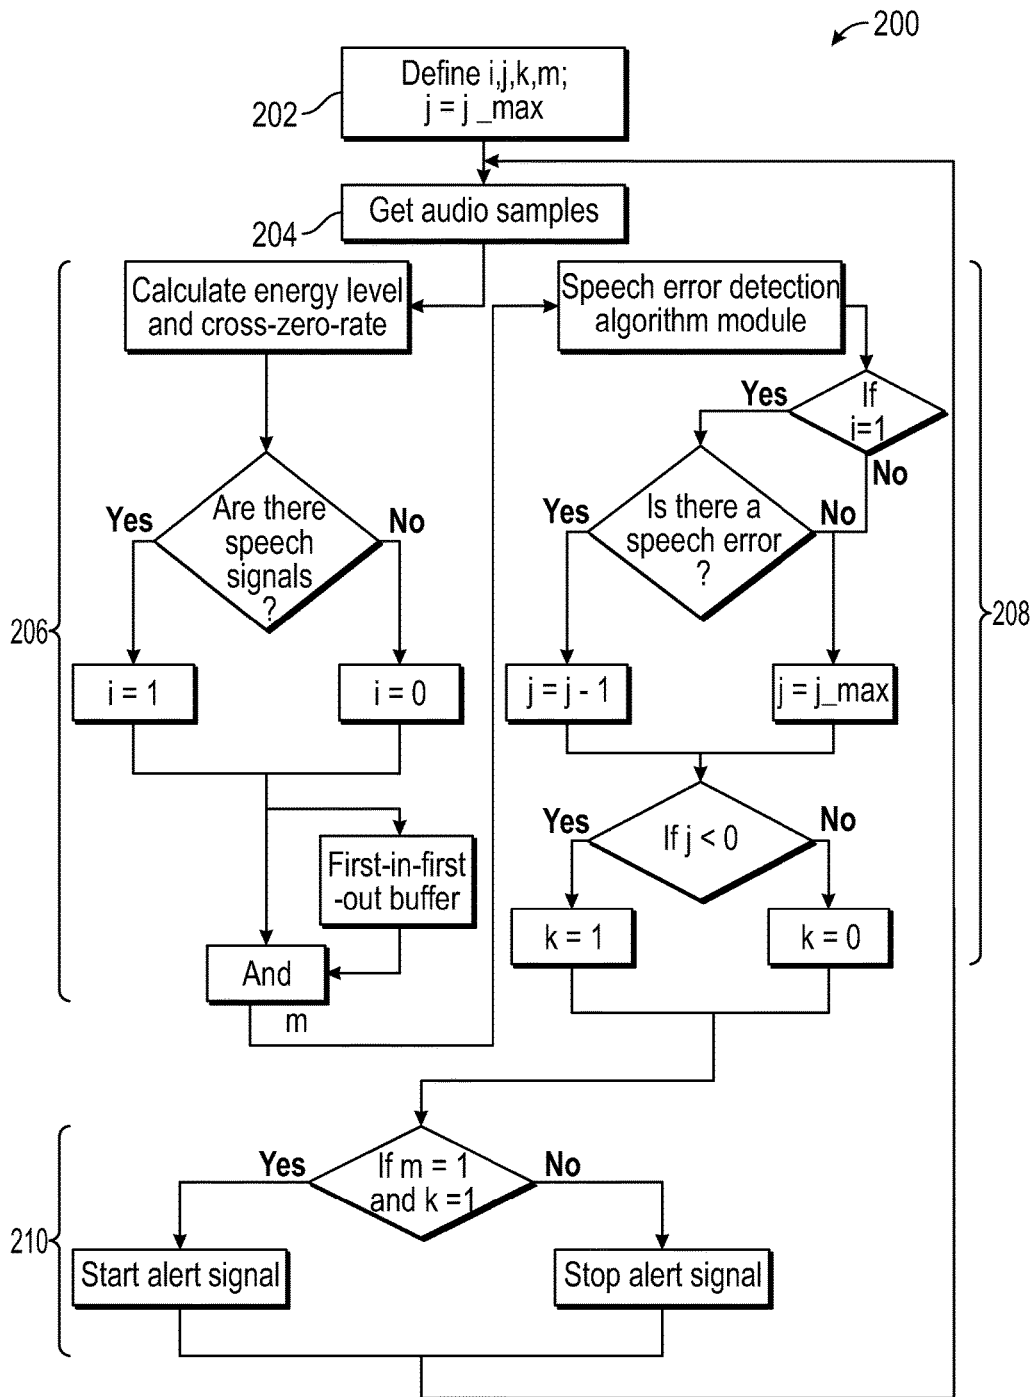 200
Define i,j,k,m;
j = j _max
202
Get audio samples
204
Calculate energy level
and cross-zero-rate
Speech error detection
algorithm module
If
i=1
Yes
No
Are there
speech
signals
?
Yes
No
Is there a
speech error
?
Yes
No
206
208
i = 1
i = 0
j = j - 1
j = j_max
If j < 0
Yes
No
First-in-first
-out buffer
k = 1
k = 0
And
m
If m = 1
and k =1
Yes
No
210
Start alert signal
Stop alert signal